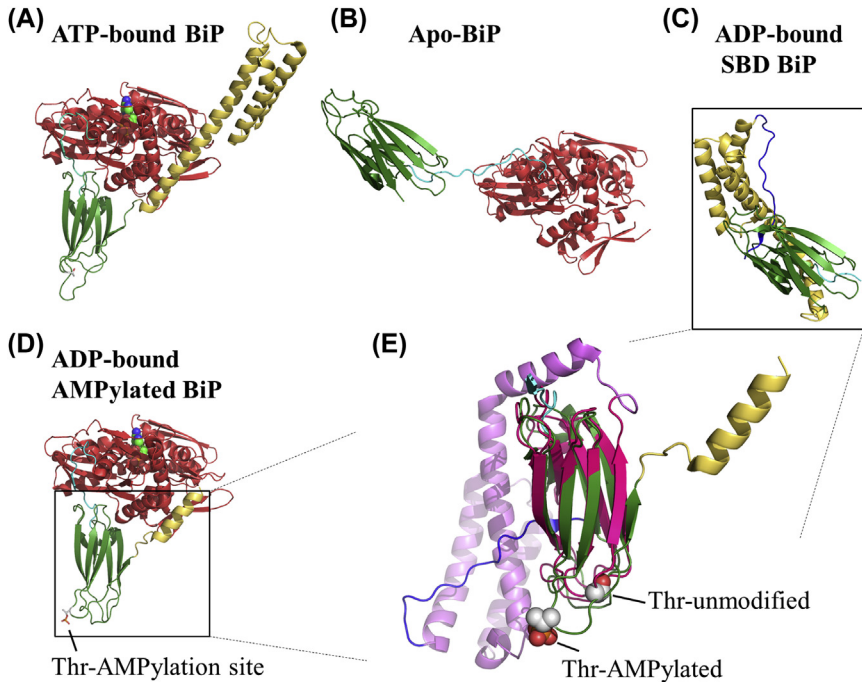 (A)
ATP-bound BiP
(B)
Apo-BiP
(C)
ADP-bound
SBD BiP
(D)
ADP-bound
AMPylated BiP
Thr-AMPylation site
(E)
Thr-unmodified
Thr-AMPylated